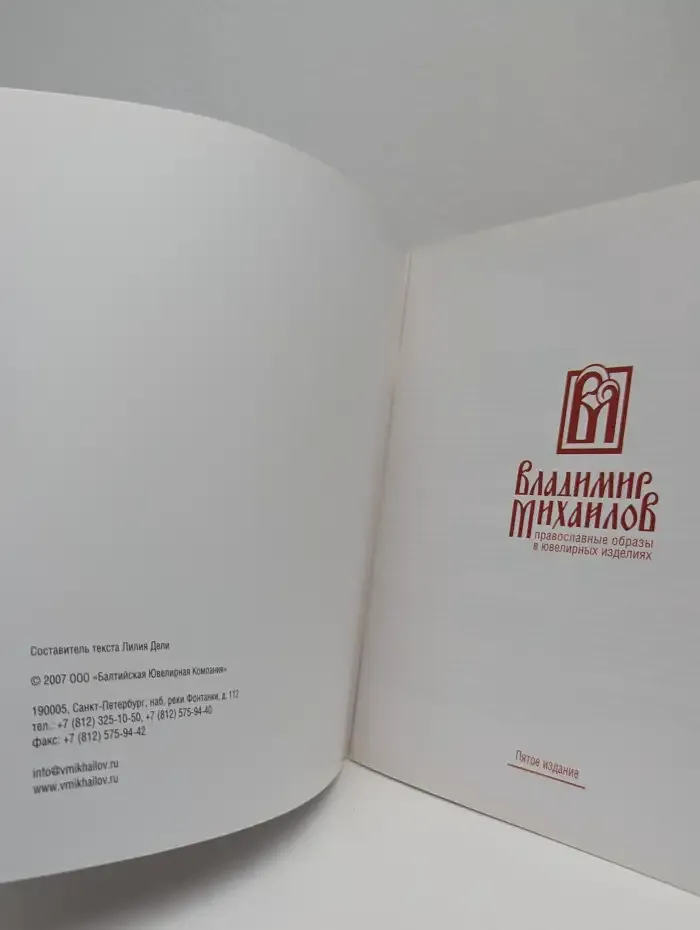 Составитель текста Лилия Дели
© 2007 ООО «Балтийская Ювелирная Компания»
190005, Санкт-Петербург, наб. реки Фонтанки, д. 112
тел.: +7 (812) 325-10-50, +7 (812) 575-94-40
факс: +7 (812) 575-94-42
info@vmikhailov.ru
www.vmikhailov.ru
ВМ
Владимир
Михайлов
православные образы
в ювелирных изделиях
Пятое издание